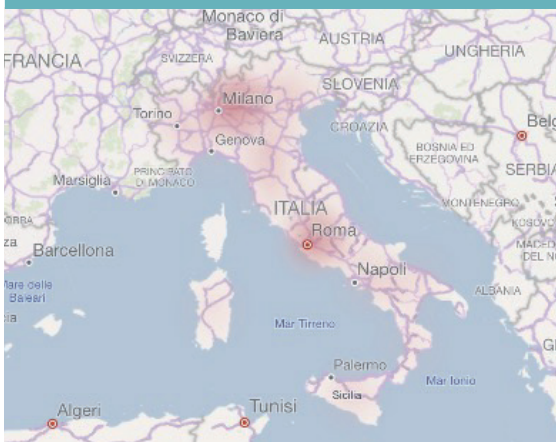 Monaco di
Baviera
AUSTRIA
FRANCIA
SVIZZERA
UNGHERIA
SLOVENIA
Milano
Torino
CROAZIA
Genova
BOSNIA ED
ERZEGOVINA
SERBIA
PRINCIPATO
DI MONACO
Marsiglia
MONTENEGRO
ITALIA
Roma
Barcellona
Napoli
Mare delle
Baleari
ALBANIA
Mar Tirreno
Palermo
Sicilia
Mar Ionio
Algeri
Tunisi